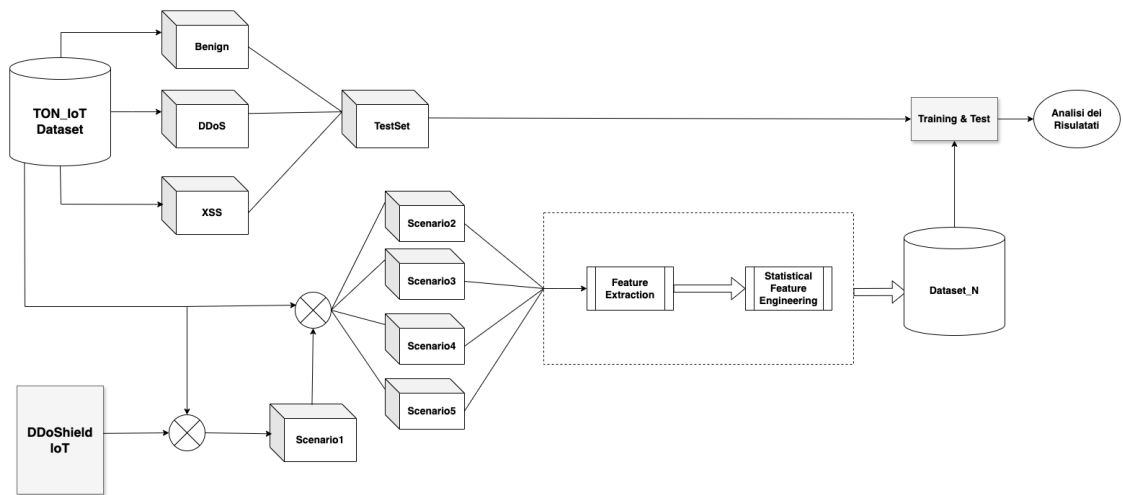 Benign
TON_IoT
Dataset
DDoS
TestSet
Training & Test
Analisi dei
Risulatati
XSS
Scenario2
Scenario3
Feature
Extraction
Statistical
Feature
Engineering
Dataset_N
Scenario4
Scenario5
DDoShield
IoT
Scenario1